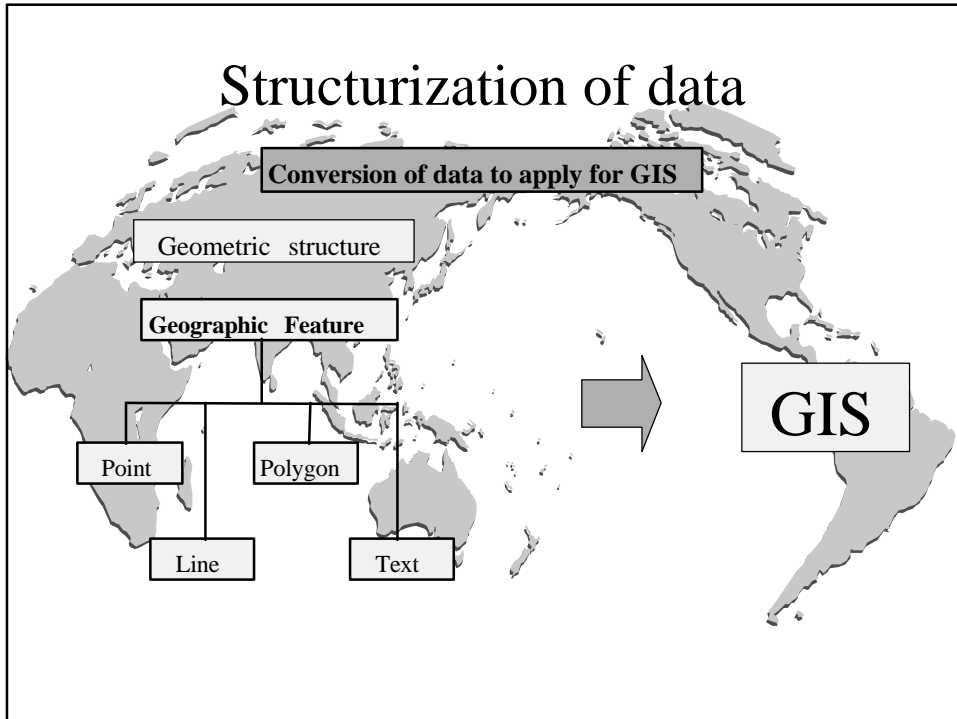 Structurization of data
Conversion of data to apply for GIS
Geometric structure
Geographic Feature
GIS
Point
Polygon
Line
Text